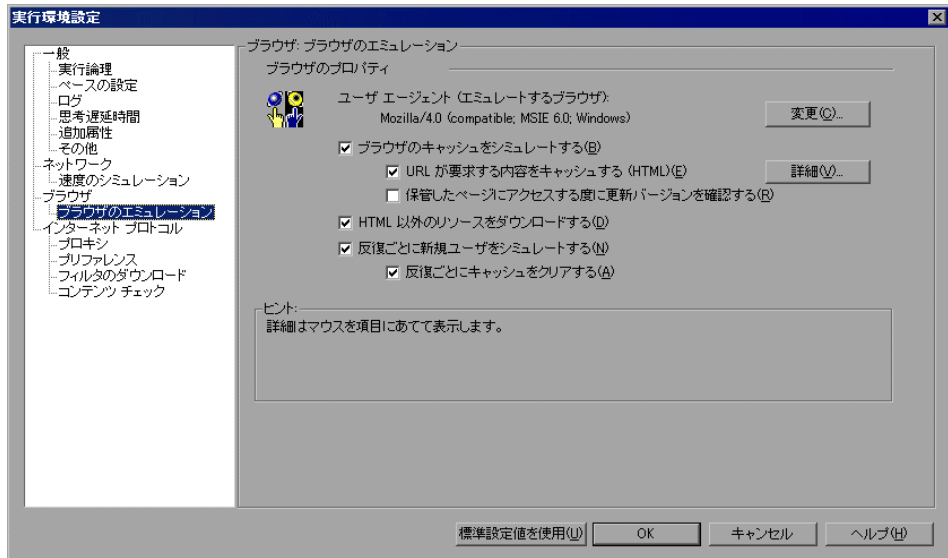 実行環境設定
一般
実行論理
ペースの設定
ログ
思考遅延時間
追加属性
その他
ネットワーク
速度のシミュレーション
ブラウザ
ブラウザのエミュレーション
インターネット プロトコル
プロキシ
プリファレンス
フィルタのダウンロード
コンテンツ チェック
ブラウザ: ブラウザのエミュレーション
ブラウザのプロパティ
ユーザ エージェント (エミュレートするブラウザ):
Mozilla/4.0 (compatible; MSIE 6.0; Windows)
変更(C)...
ブラウザのキャッシュをシミュレートする(B)
URL が要求する内容をキャッシュする (HTML)(E)
詳細(V)...
保管したページにアクセスする度に更新バージョンを確認する(R)
HTML 以外のリソースをダウンロードする(D)
反復ごとに新規ユーザをシミュレートする(N)
反復ごとにキャッシュをクリアする(A)
ヒント:
詳細はマウスを項目にあてて表示します。
標準設定値を使用(U)
OK
キャンセル
ヘルプ(H)